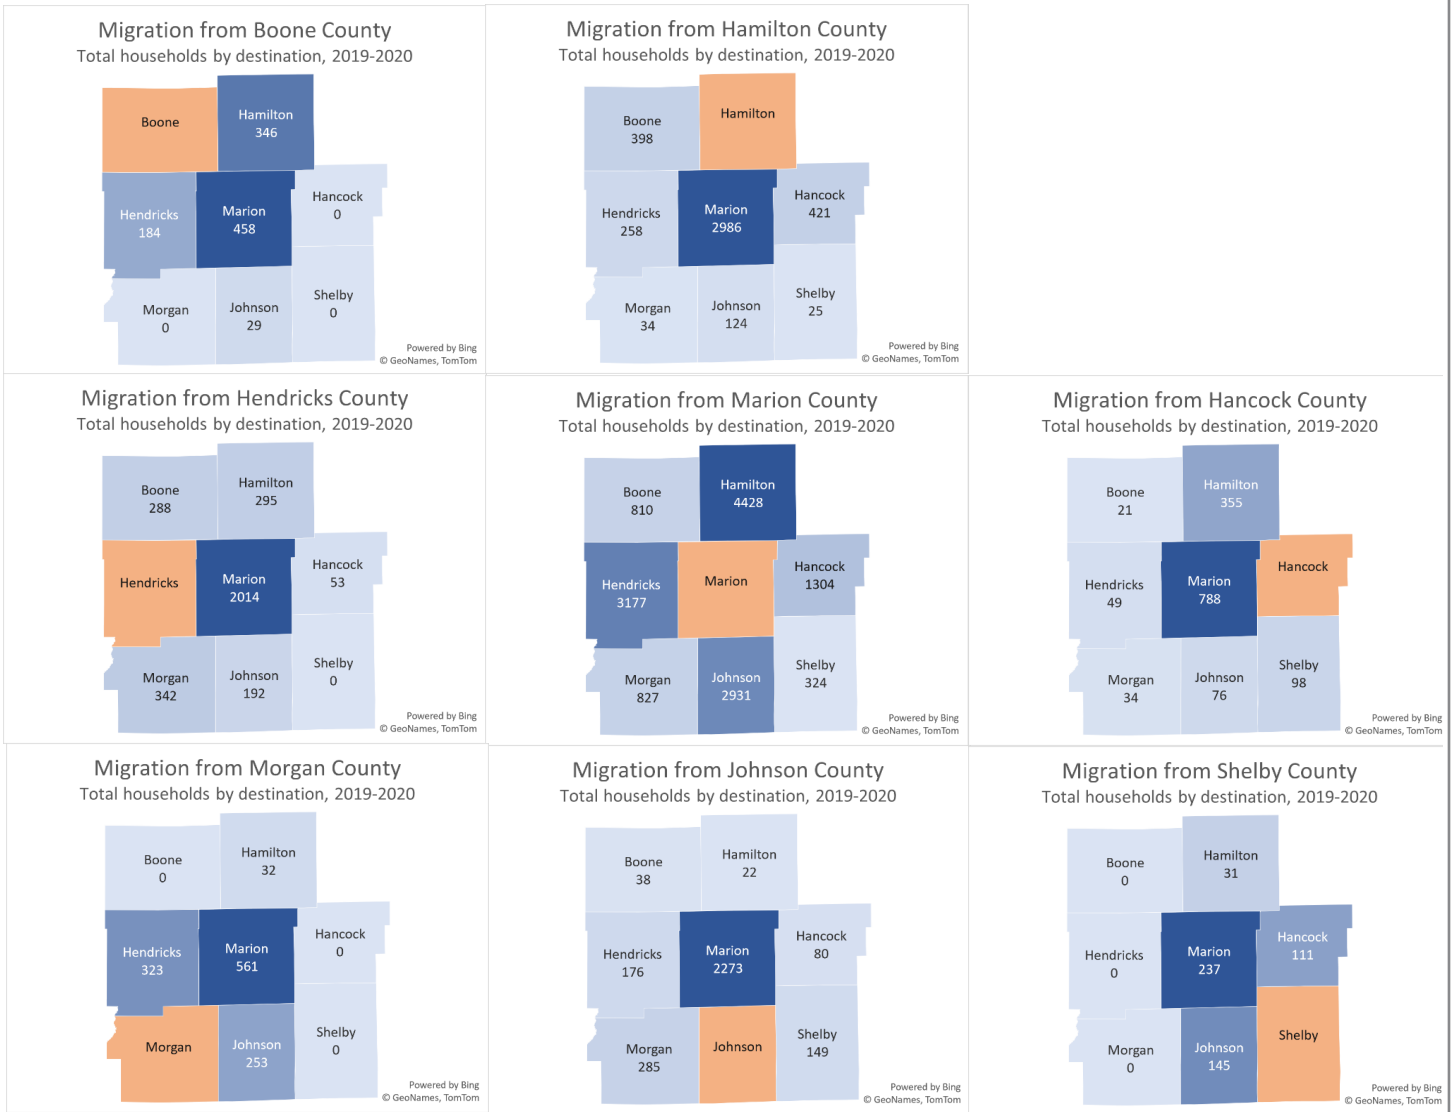 Migration from Boone County
Total households by destination, 2019-2020
Boone
Hamilton
346
Hendricks
184
Marion
458
Hancock
0
Morgan
0
Johnson
29
Shelby
0
Powered by Bing
© GeoNames, TomTom
Migration from Hamilton County
Total households by destination, 2019-2020
Boone
398
Hamilton
Hendricks
258
Marion
2986
Hancock
421
Morgan
34
Johnson
124
Shelby
25
Powered by Bing
© GeoNames, TomTom
Migration from Hendricks County
Total households by destination, 2019-2020
Boone
288
Hamilton
295
Hendricks
Marion
2014
Hancock
53
Morgan
342
Johnson
192
Shelby
0
Powered by Bing
© GeoNames, TomTom
Migration from Marion County
Total households by destination, 2019-2020
Boone
810
Hamilton
4428
Hendricks
3177
Marion
Hancock
1304
Morgan
827
Johnson
2931
Shelby
324
Powered by Bing
© GeoNames, TomTom
Migration from Hancock County
Total households by destination, 2019-2020
Boone
21
Hamilton
355
Hendricks
49
Marion
788
Hancock
Morgan
34
Johnson
76
Shelby
98
Powered by Bing
© GeoNames, TomTom
Migration from Morgan County
Total households by destination, 2019-2020
Boone
0
Hamilton
32
Hendricks
323
Marion
561
Hancock
0
Morgan
Johnson
253
Shelby
0
Powered by Bing
© GeoNames, TomTom
Migration from Johnson County
Total households by destination, 2019-2020
Boone
38
Hamilton
22
Hendricks
176
Marion
2273
Hancock
80
Morgan
285
Johnson
Shelby
149
Powered by Bing
© GeoNames, TomTom
Migration from Shelby County
Total households by destination, 2019-2020
Boone
0
Hamilton
31
Hendricks
0
Marion
237
Hancock
111
Morgan
0
Johnson
145
Shelby
Powered by Bing
© GeoNames, TomTom